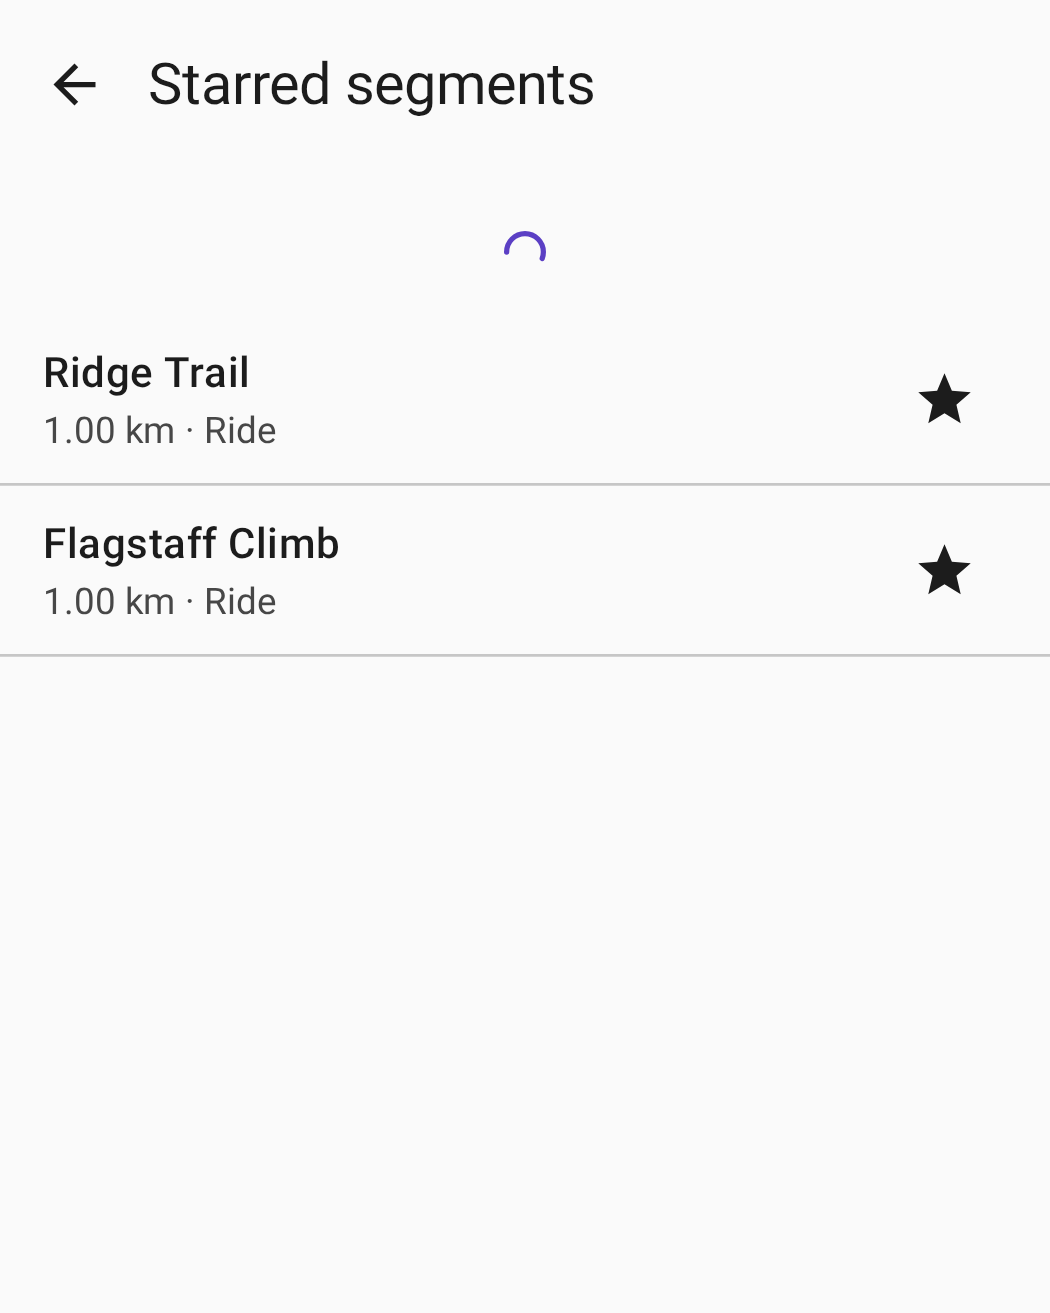 Starred segments
Ridge Trail
1.00 km · Ride
Flagstaff Climb
1.00 km · Ride